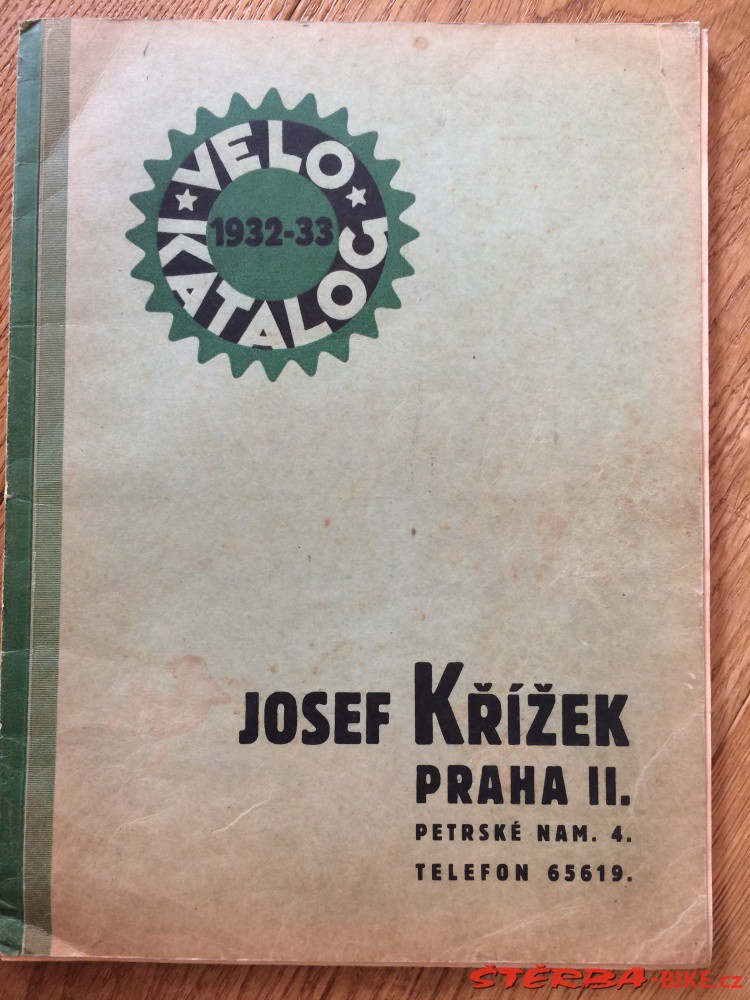 VELO
1932-33
KATALOG
JOSEF KŘÍŽEK
PRAHA II.
PETRSKÉ NAM. 4.
TELEFON 65619.
ŠTĚRBA-BIKE.cz